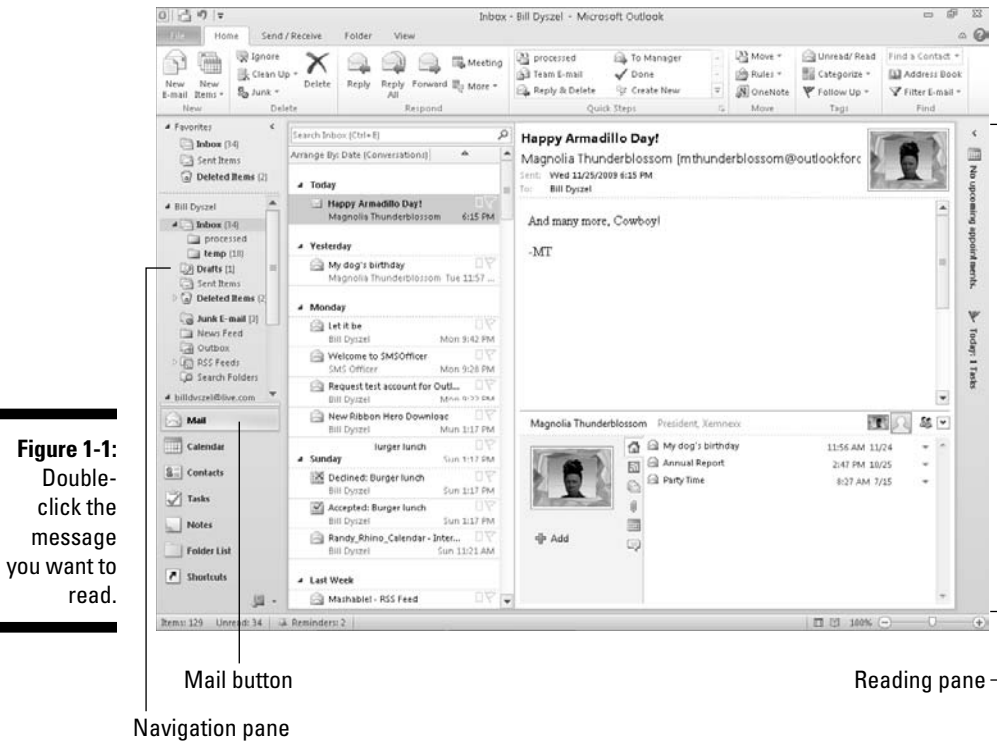 Inbox - Bill Dyszel - Microsoft Outlook
File Home Send / Receive Folder View
New E-mail
New Items
Ignore
Clean Up
Junk
Delete
Reply
Reply All
Forward
Meeting
More
processed
Team E-mail
Reply & Delete
To Manager
Done
Create New
Move
Rules
OneNote
Unread/ Read
Categorize
Follow Up
Find a Contact
Address Book
Filter E-mail
New Delete Respond Quick Steps Move Tags Find
Favorites
Inbox (34)
Sent Items
Deleted Items (2)
Bill Dyszel
Inbox (34)
processed
temp (18)
Drafts [1]
Sent Items
Deleted Items (2
Junk E-mail [2]
News Feed
Outbox
RSS Feeds
Search Folders
billdyszel@live.com
Mail
Calendar
Contacts
Tasks
Notes
Folder List
Shortcuts
Search Inbox (Ctrl+E)
Arrange By: Date (Conversations)
Today
Happy Armadillo Day!
Magnolia Thunderblossom 6:15 PM
Yesterday
My dog's birthday
Magnolia Thunderblossom Tue 11:57 ...
Monday
Let it be
Bill Dyszel Mon 9:42 PM
Welcome to SMSOfficer
SMS Officer Mon 9:28 PM
Request test account for Outl...
Bill Dyszel Mon
New Ribbon Hero Download
Bill Dyszel Mun 1:17 PM
lurger lunch
Sunday Sun 1:17 PM
Declined: Burger lunch
Bill Dyszel Sun 1:17 PM
Accepted: Burger lunch
Bill Dyszel Sun 1:17 PM
Randy_Rhino_Calendar - Inter...
Bill Dyszel Sun 11:21 AM
Last Week
Mashable! - RSS Feed
Happy Armadillo Day!
Magnolia Thunderblossom [mthunderblossom@outlookforc
Sent: Wed 11/25/2009 6:15 PM
To: Bill Dyszel
And many more, Cowboy!
-MT
Magnolia Thunderblossom President, Xemnexx
My dog's birthday 11:56 AM 11/24
Annual Report 2:47 PM 10/25
Party Time 8:27 AM 7/15
Add
No upcoming appointments.
Today: 1 Tasks
Items: 129 Unread: 34 Reminders: 2 100%
Figure 1-1:
Double-
click the
message
you want to
read.
Mail button
Reading pane
Navigation pane